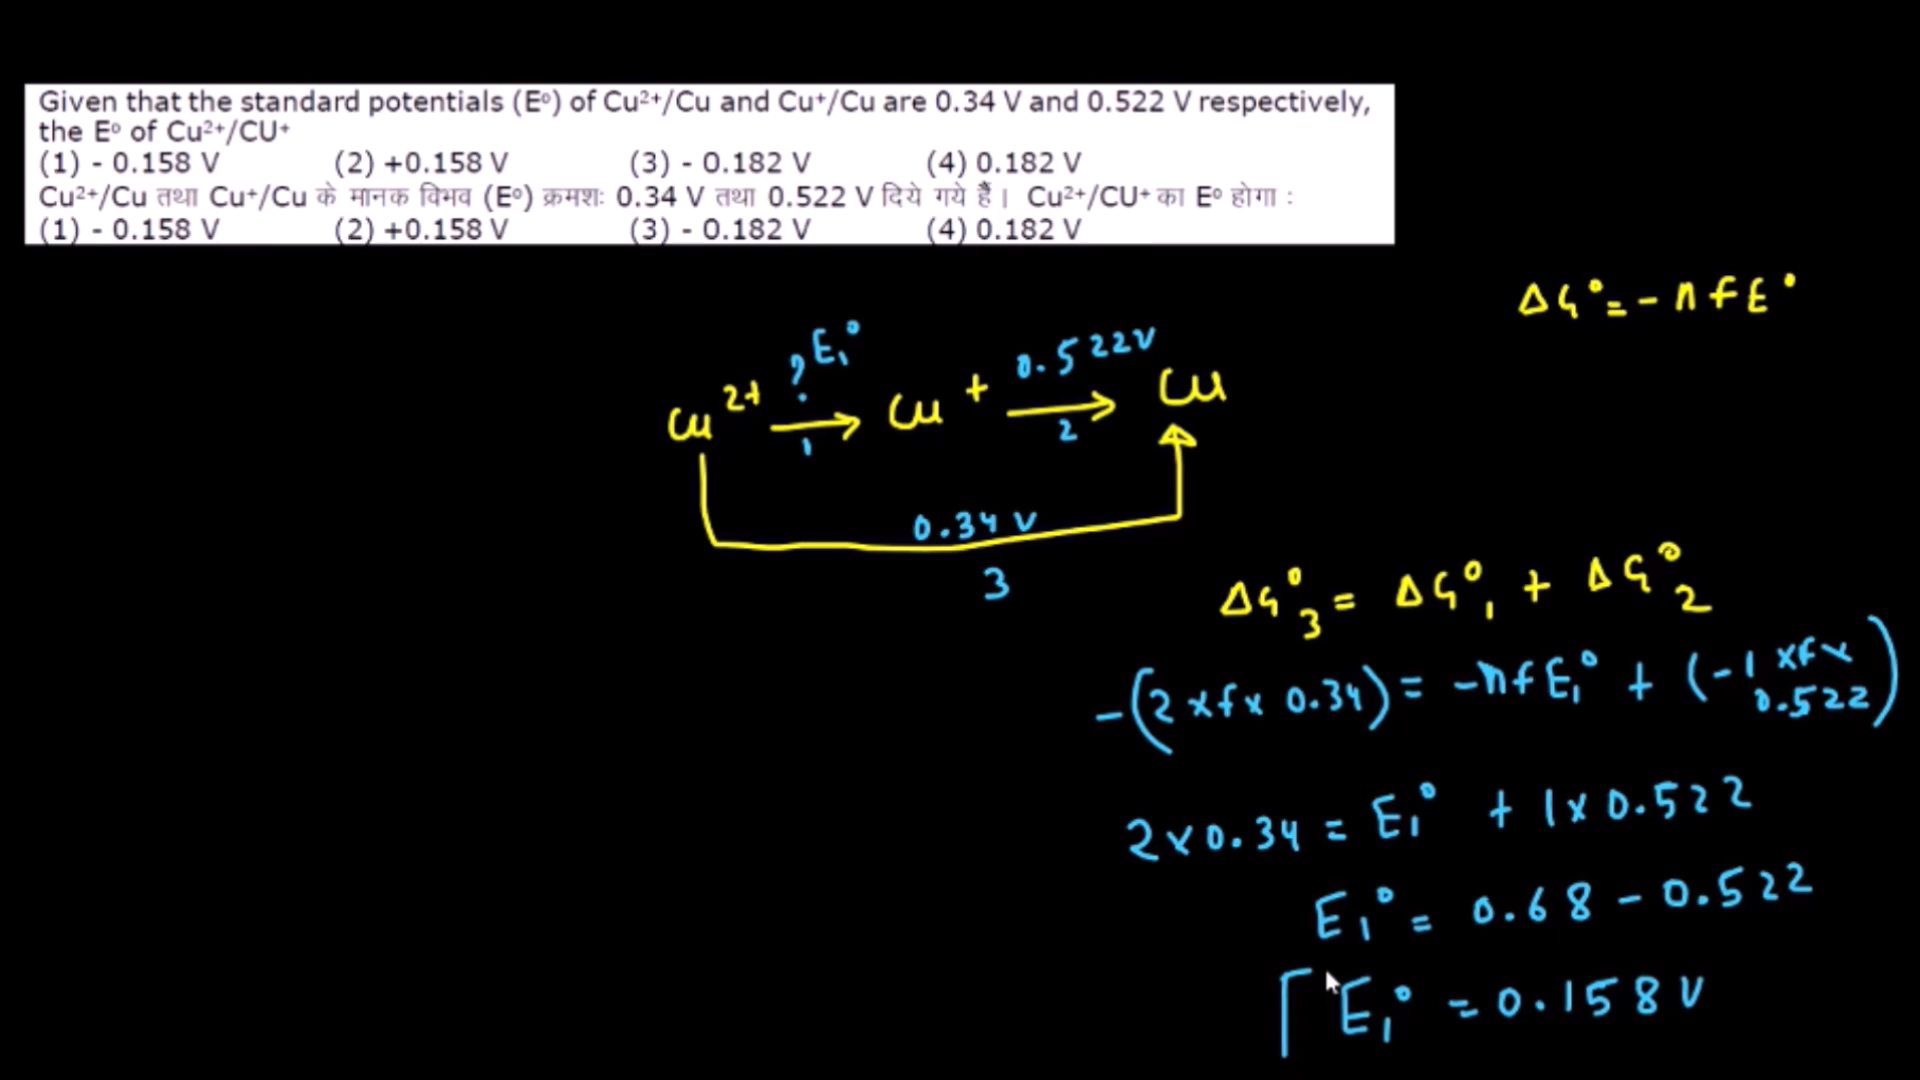 Given that the standard potentials (Eº) of Cu²⁺/Cu and Cu⁺/Cu are 0.34 V and 0.522 V respectively,
the Eº of Cu²⁺/CU⁺
(1) - 0.158 V (2) +0.158 V (3) - 0.182 V (4) 0.182 V
Cu²⁺/Cu तथा Cu⁺/Cu के मानक विभव (Eº) क्रमशः 0.34 V तथा 0.522 V दिये गये हैं। Cu²⁺/CU⁺ का Eº होगा :
(1) - 0.158 V (2) +0.158 V (3) - 0.182 V (4) 0.182 V
ΔG° = - nfE°
? E₁° 0.522V
Cu²⁺ → Cu⁺ → Cu
1 2
0.34 V
3
ΔG°₃ = ΔG°₁ + ΔG°₂
-(2 x f x 0.34) = -nfE₁° + (-1 x f x
0.522)
2 x 0.34 = E₁° + 1 x 0.522
E₁° = 0.68 - 0.522
E₁° = 0.158 V